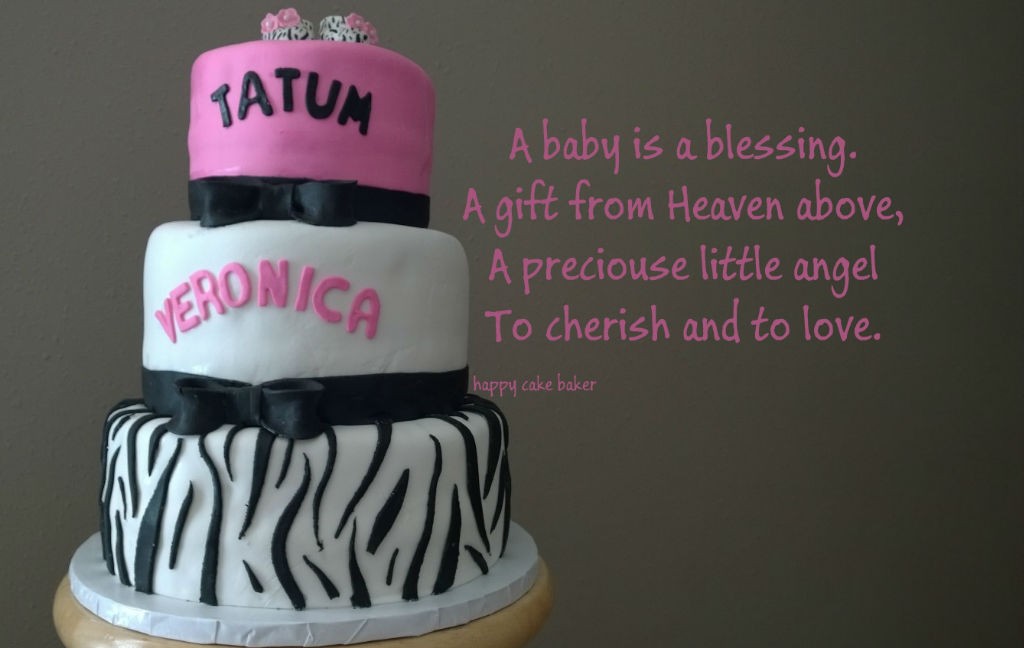 TATUM
VERONICA
A baby is a blessing.
A gift from Heaven above,
A preciouse little angel
To cherish and to love.
happy cake baker